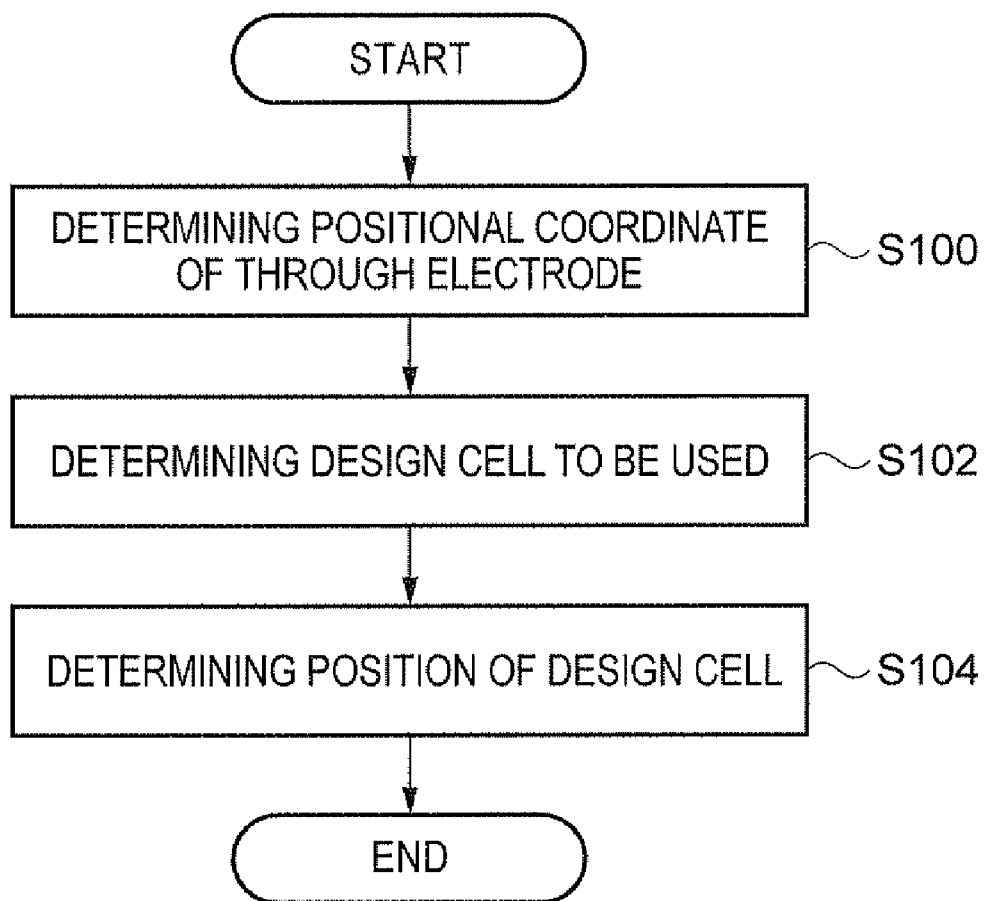 START
DETERMINING POSITIONAL COORDINATE
OF THROUGH ELECTRODE
S100
DETERMINING DESIGN CELL TO BE USED
S102
DETERMINING POSITION OF DESIGN CELL
S104
END